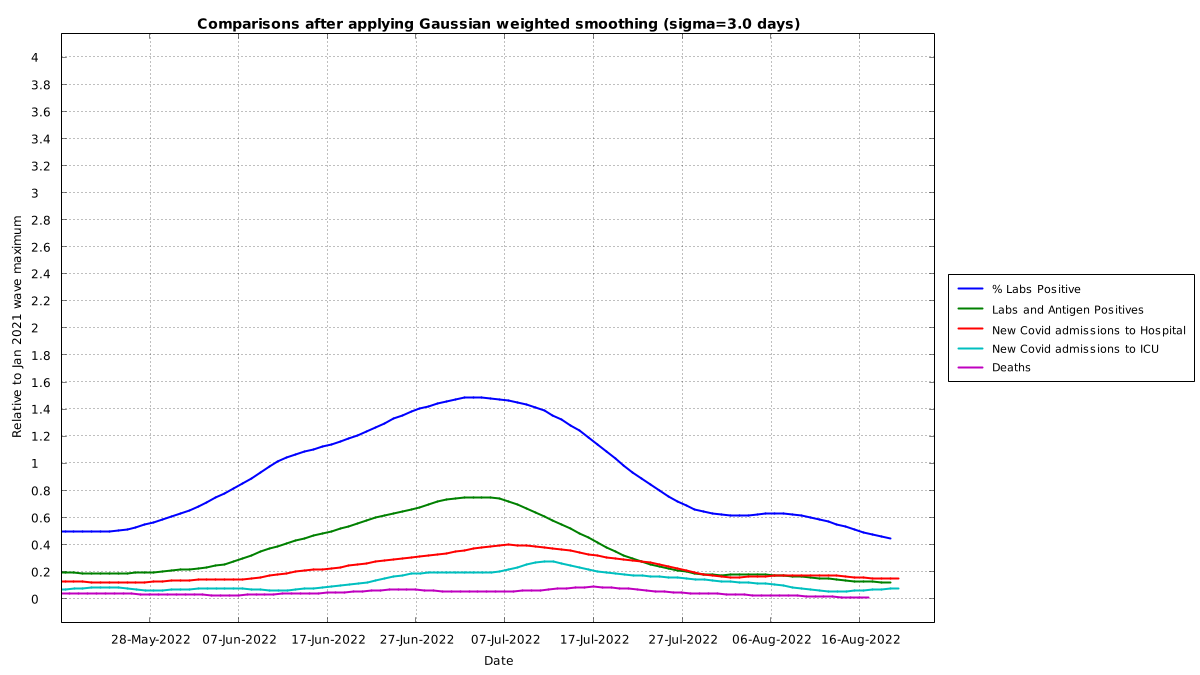 Comparisons after applying Gaussian weighted smoothing (sigma=3.0 days)
Relative to Jan 2021 wave maximum
4
3.8
3.6
3.4
3.2
3
2.8
2.6
2.4
2.2
2
1.8
1.6
1.4
1.2
1
0.8
0.6
0.4
0.2
0
28-May-2022 07-Jun-2022 17-Jun-2022 27-Jun-2022 07-Jul-2022 17-Jul-2022 27-Jul-2022 06-Aug-2022 16-Aug-2022
Date
% Labs Positive
Labs and Antigen Positives
New Covid admissions to Hospital
New Covid admissions to ICU
Deaths